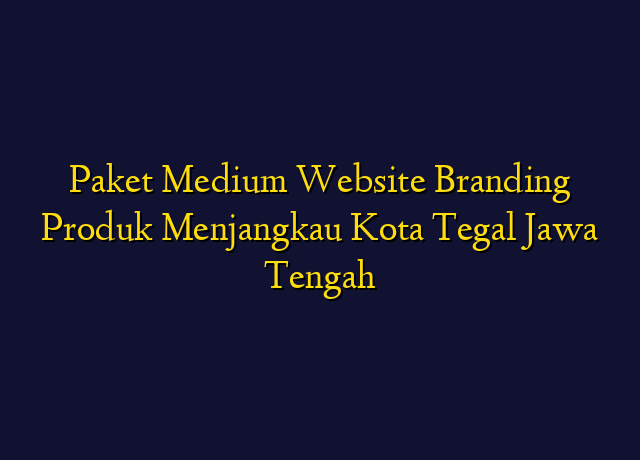 Paket Medium Website Branding
Produk Menjangkau Kota Tegal Jawa
Tengah